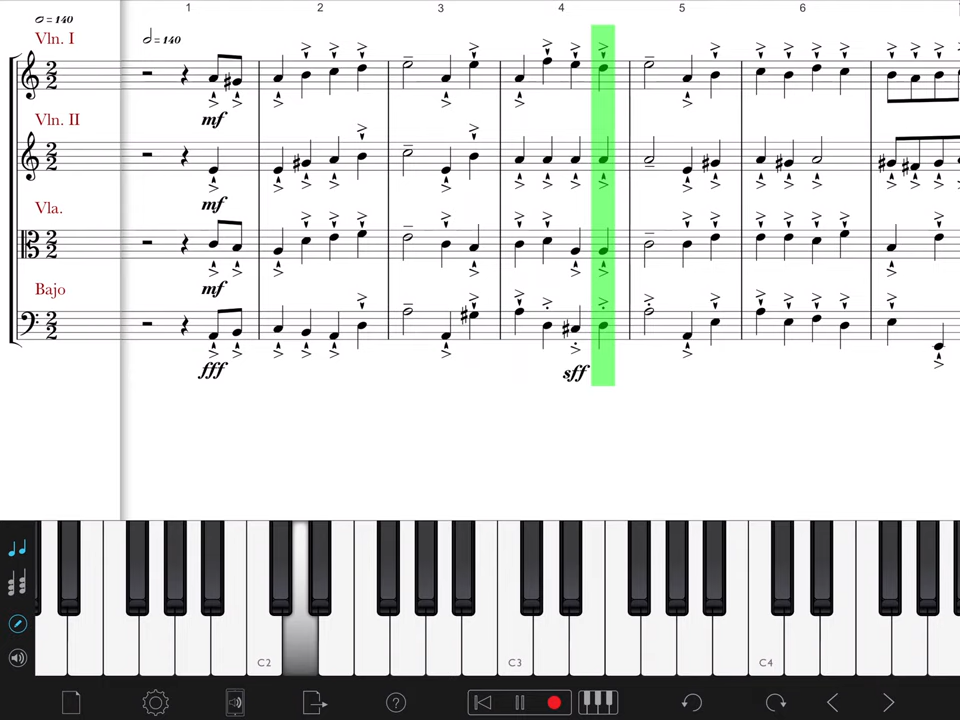 1 2 3 4 5 6
𝅗𝅥 = 140
Vln. I
𝅗𝅥 = 140
mf
Vln. II
mf
Vla.
mf
Bajo
fff sff
C2 C3 C4
?